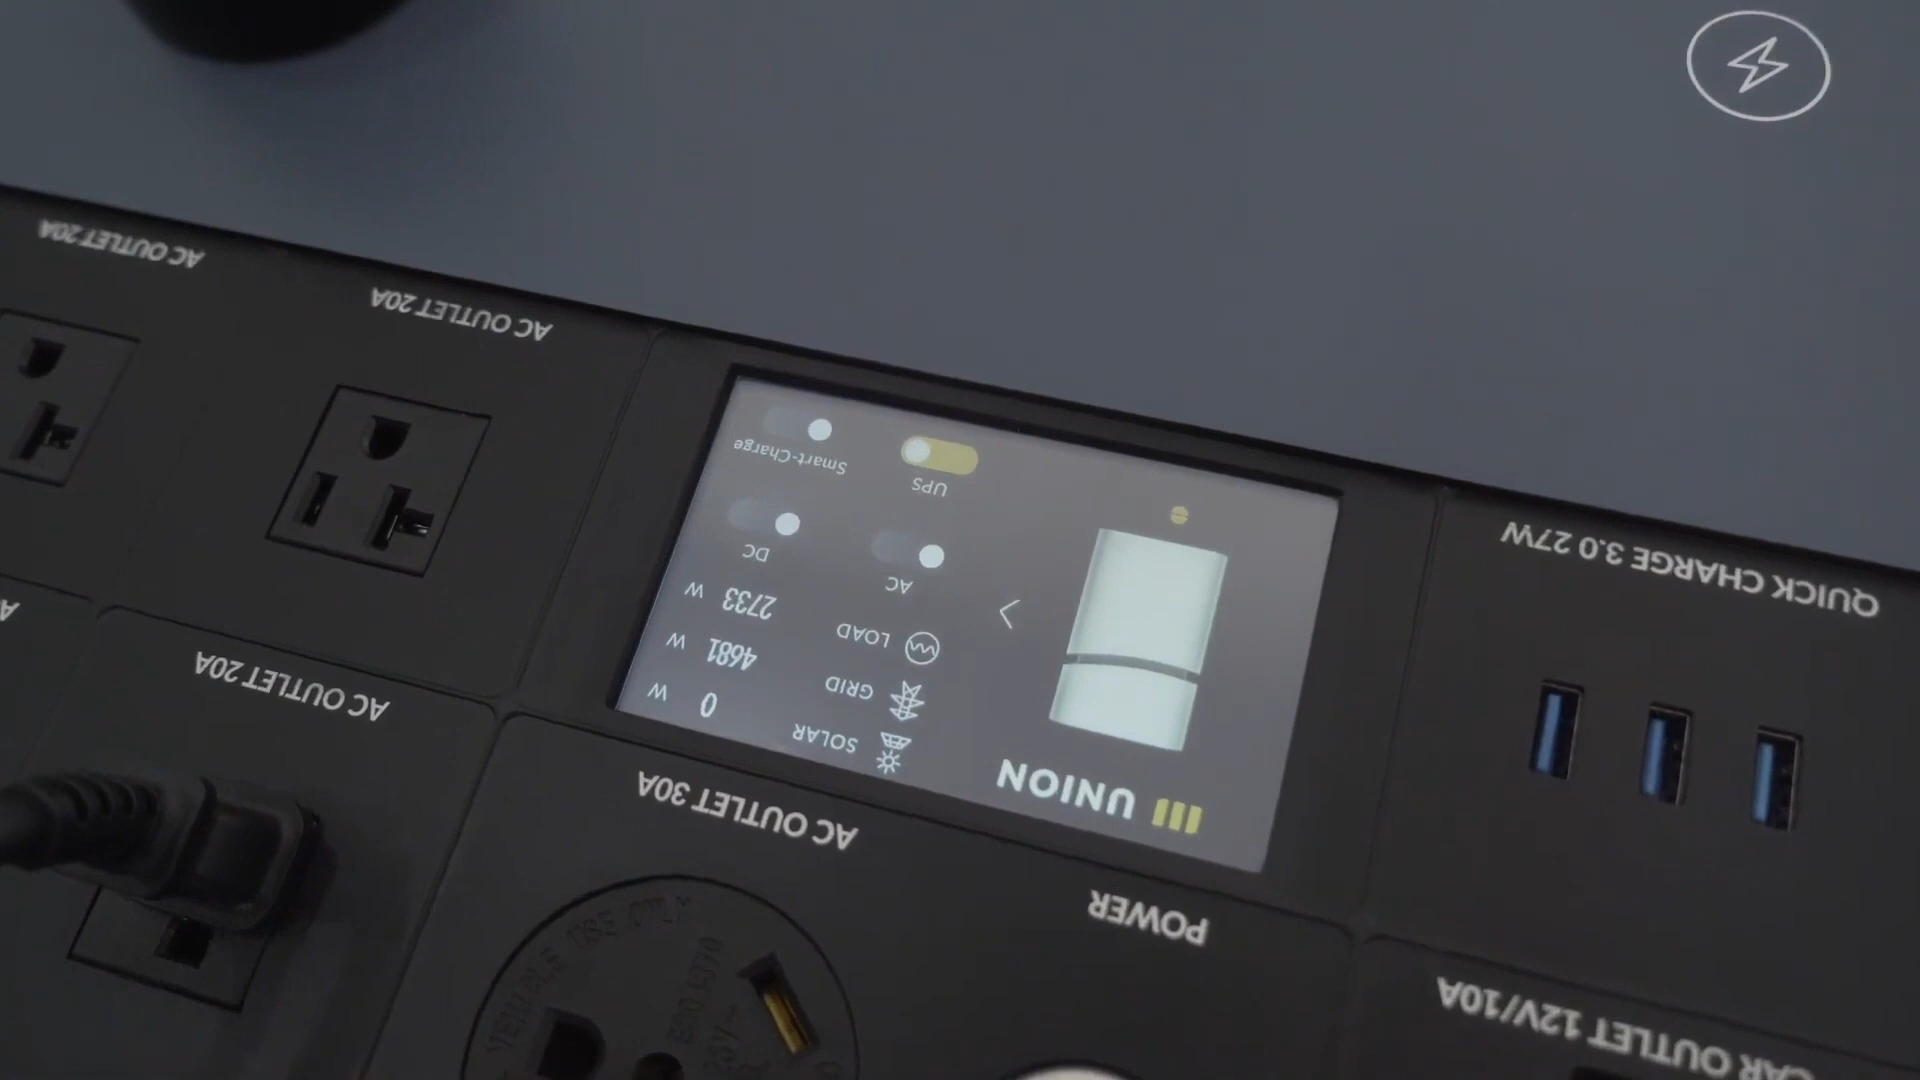 CAR OUTLET 12V/10A
POWER
AC OUTLET 30A
UNION
SOLAR 0 W
GRID 4681 W
LOAD 2733 W
AC
DC
UPS
Smart-Charge
QUICK CHARGE 3.0 27W
AC OUTLET 20A
AC OUTLET 20A
AC OUTLET 20A